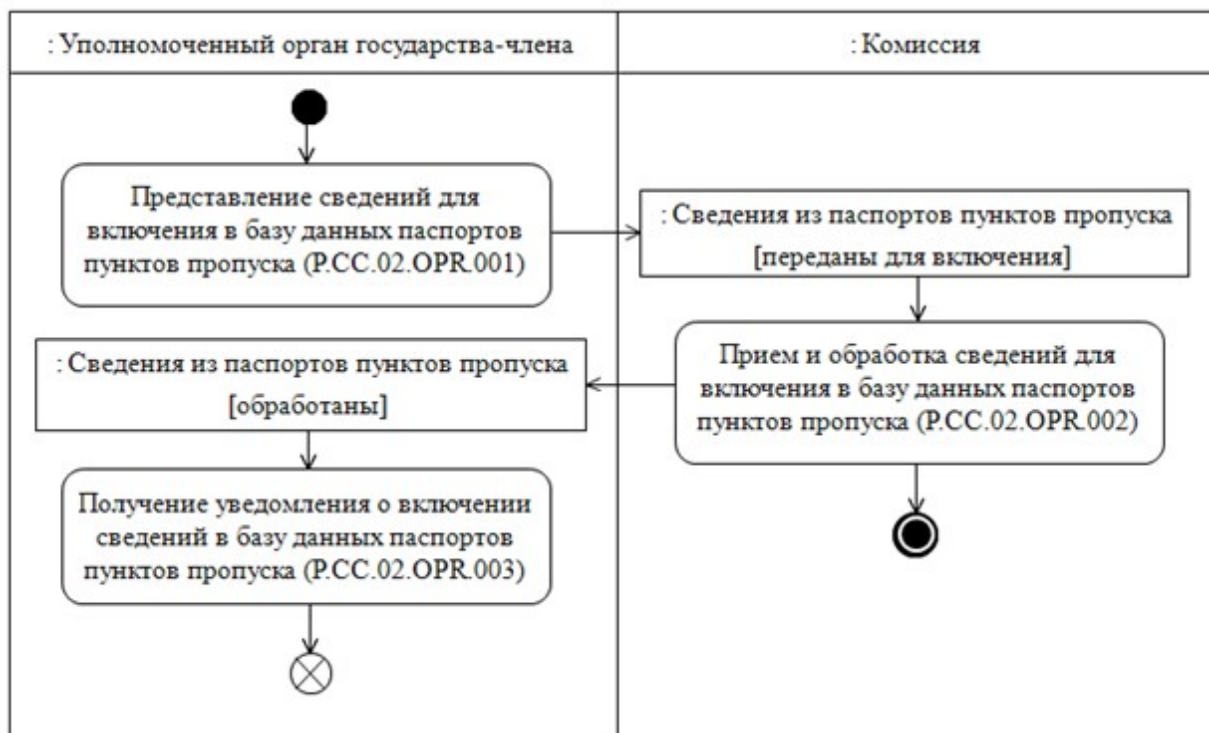 : Уполномоченный орган государства-члена
: Комиссия
Представление сведений для
включения в базу данных паспортов
пунктов пропуска (P.CC.02.OPR.001)
: Сведения из паспортов пунктов пропуска
[переданы для включения]
Прием и обработка сведений для
включения в базу данных паспортов
пунктов пропуска (P.CC.02.OPR.002)
: Сведения из паспортов пунктов пропуска
[обработаны]
Получение уведомления о включении
сведений в базу данных паспортов
пунктов пропуска (P.CC.02.OPR.003)